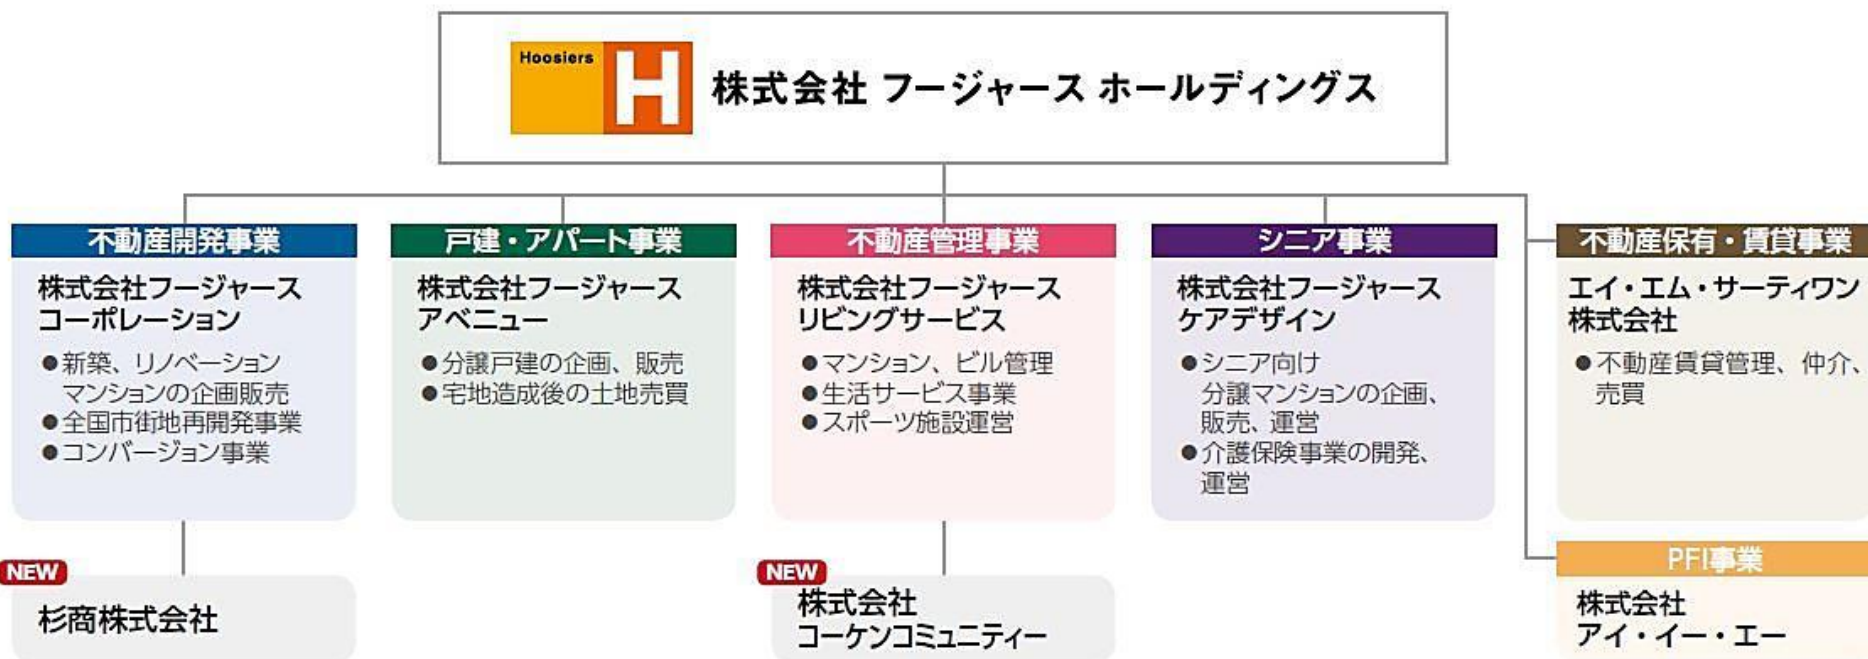 Hoosiers
H
株式会社 フージャース ホールディングス
不動産開発事業
株式会社フージャース
コーポレーション
●新築、リノベーション
マンションの企画販売
●全国市街地再開発事業
●コンバージョン事業
NEW
杉商株式会社
戸建・アパート事業
株式会社フージャース
アベニュー
●分譲戸建の企画、販売
●宅地造成後の土地売買
不動産管理事業
株式会社フージャース
リビングサービス
●マンション、ビル管理
●生活サービス事業
●スポーツ施設運営
NEW
株式会社
コーケンコミュニティー
シニア事業
株式会社フージャース
ケアデザイン
●シニア向け
分譲マンションの企画、
販売、運営
●介護保険事業の開発、
運営
不動産保有・賃貸事業
エイ・エム・サーティワン
株式会社
●不動産賃貸管理、仲介、
売買
PFI事業
株式会社
アイ・イー・エー